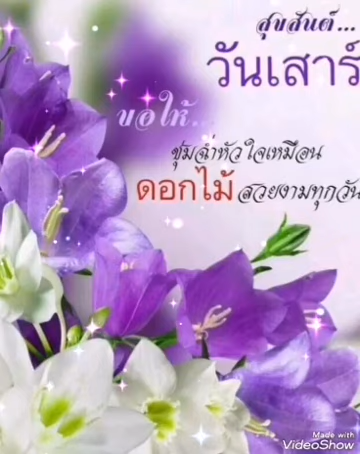 สุขสันต์...
วันเสาร์
ขอให้...
ชุ่มฉ่ำหัวใจเหมือน
ดอกไม้ สวยงามทุกวัน
Made with
VideoShow